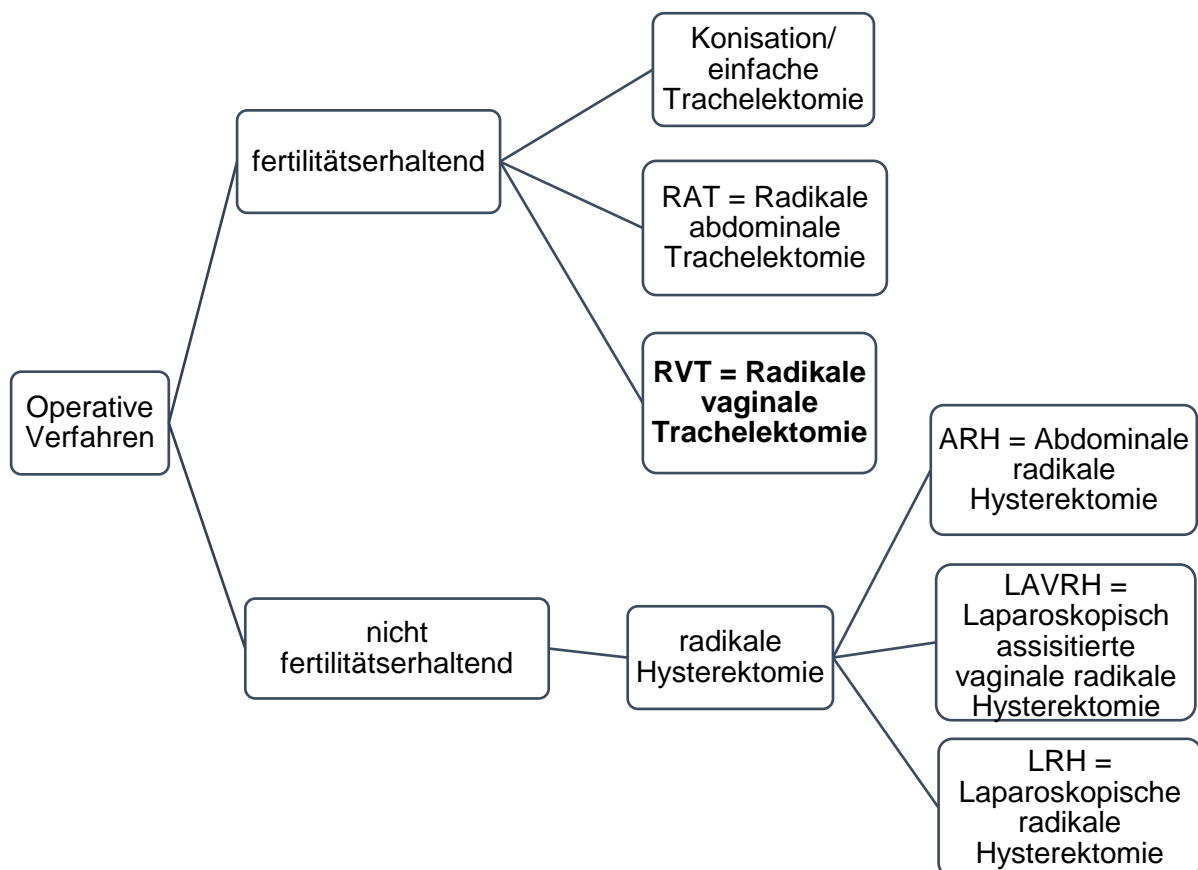 Konisation/
einfache
Trachelektomie
fertilitätserhaltend
RAT = Radikale
abdominale
Trachelektomie
RVT = Radikale
vaginale
Trachelektomie
Operative
Verfahren
ARH = Abdominale
radikale
Hysterektomie
nicht
fertilitätserhaltend
radikale
Hysterektomie
LAVRH =
Laparoskopisch
assisitierte
vaginale radikale
Hysterektomie
LRH =
Laparoskopische
radikale
Hysterektomie